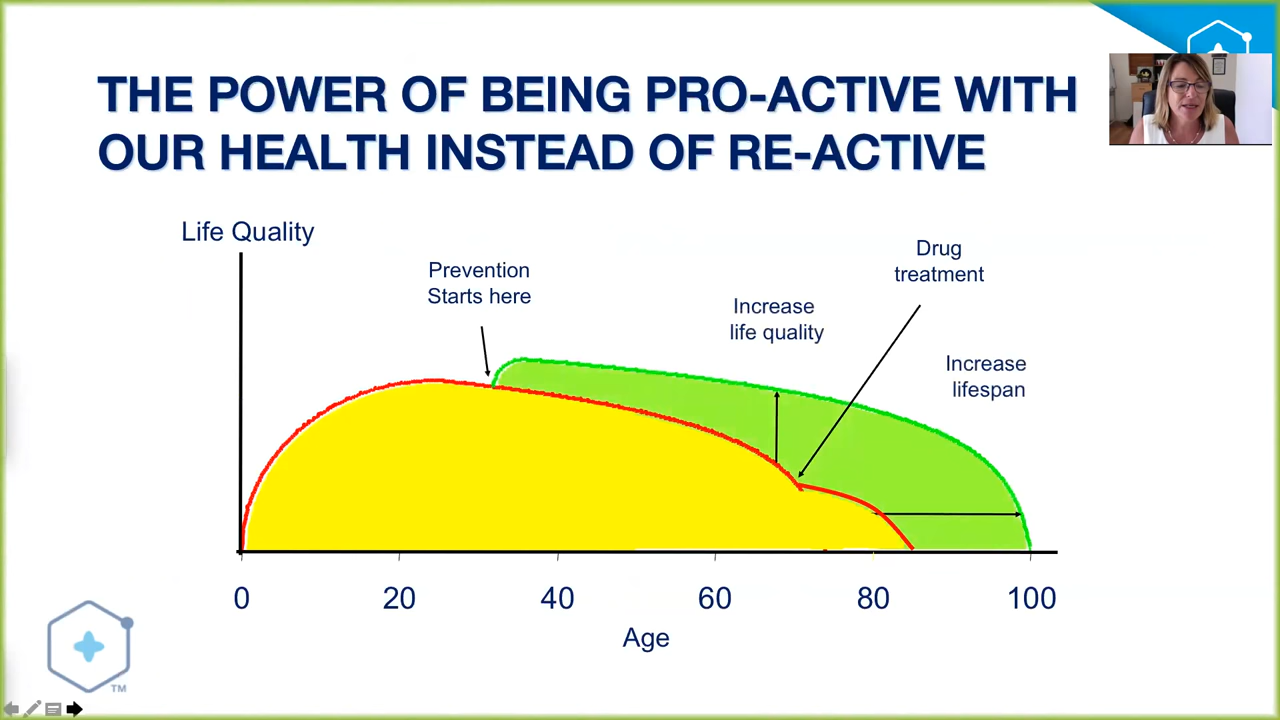 THE POWER OF BEING PRO-ACTIVE WITH
OUR HEALTH INSTEAD OF RE-ACTIVE
Life Quality
Prevention
Starts here
Increase
life quality
Drug
treatment
Increase
lifespan
0 20 40 60 80 100
Age
TM